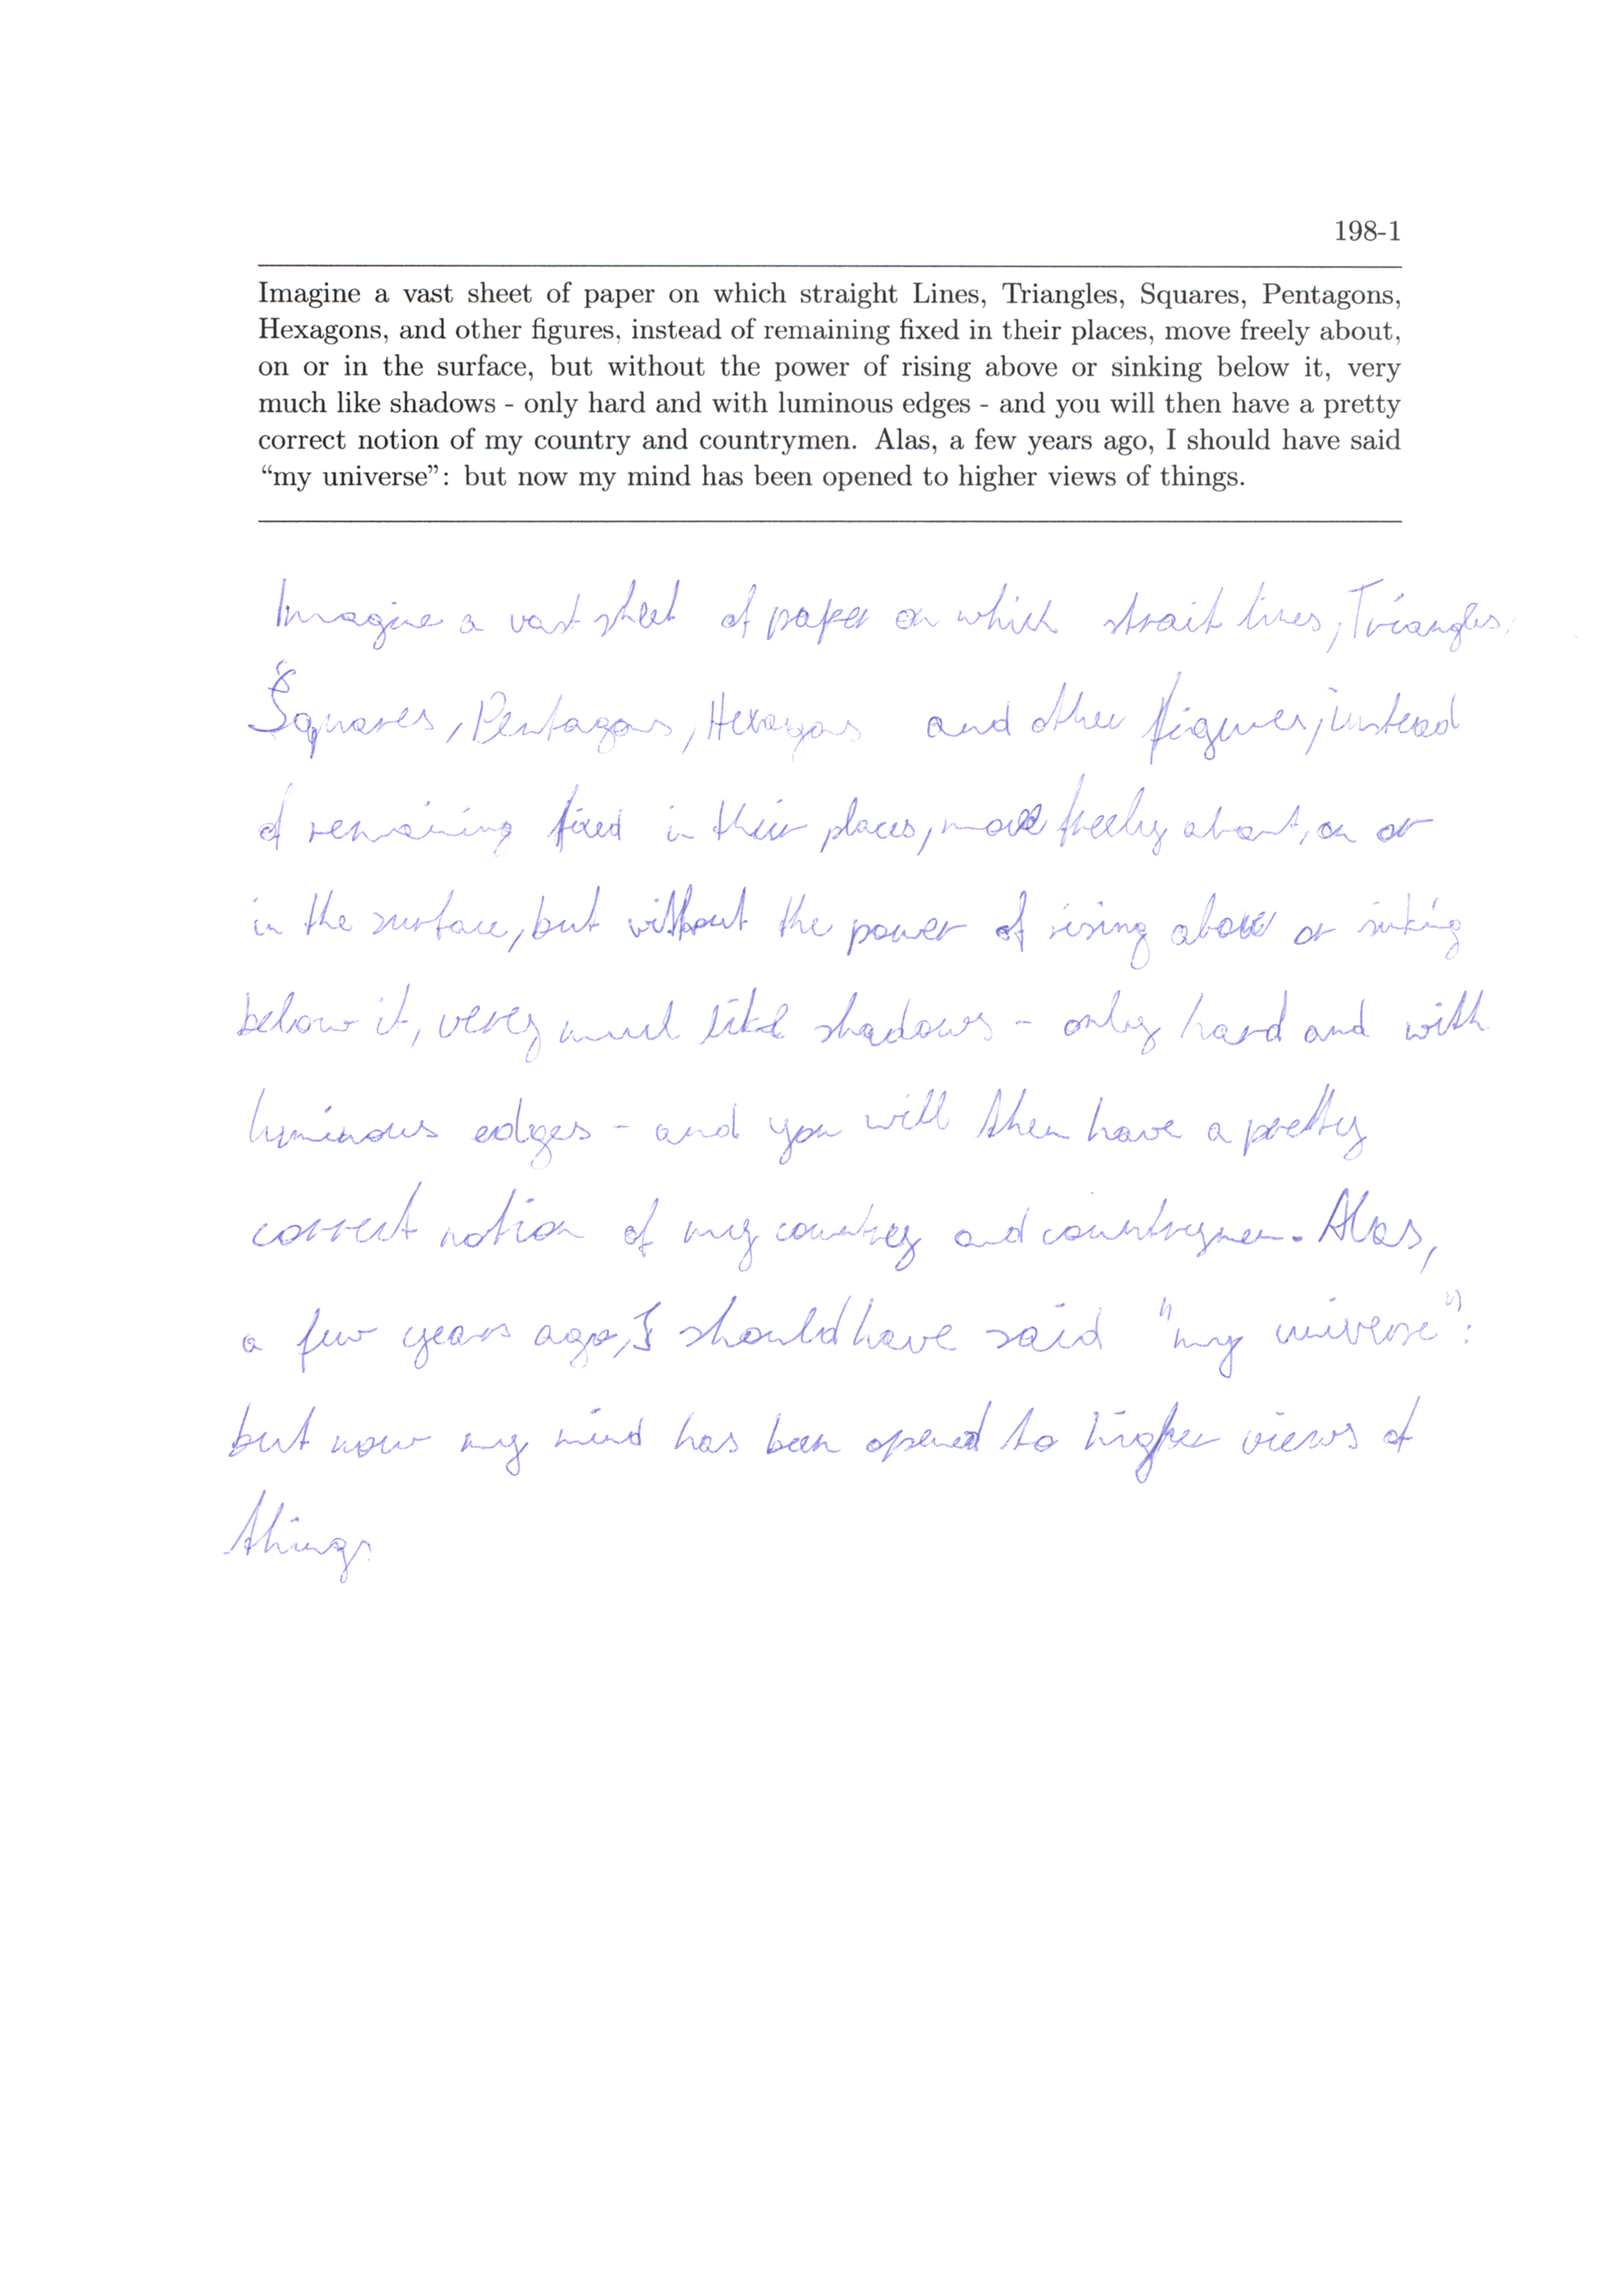 198-1
Imagine a vast sheet of paper on which straight Lines, Triangles, Squares, Pentagons,
Hexagons, and other figures, instead of remaining fixed in their places, move freely about,
on or in the surface, but without the power of rising above or sinking below it, very
much like shadows - only hard and with luminous edges - and you will then have a pretty
correct notion of my country and countrymen. Alas, a few years ago, I should have said
“my universe”: but now my mind has been opened to higher views of things.
Imagine a vast sheet of paper on which strait lines, Triangles,
Squares, Pentagons, Hexagons and other figures, instead
of remaining fixed in their places, move freely about, on or
in the surface, but without the power of rising above or sinking
below it, very much like shadows - only hard and with
luminous edges - and you will then have a pretty
correct notion of my country and countrymen. Alas,
a few years ago, I should have said "my universe":
but now my mind has been opened to higher views of
things